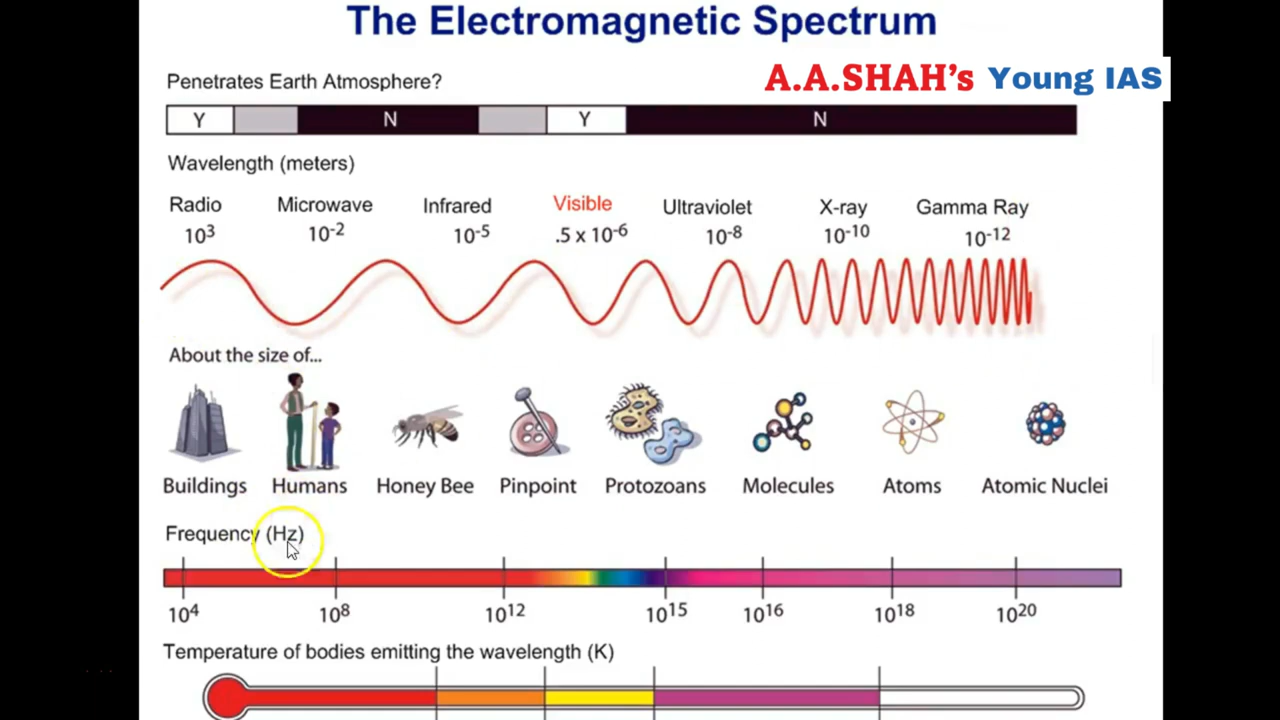 The Electromagnetic Spectrum
A.A.SHAH's Young IAS
Penetrates Earth Atmosphere?
Y N Y N
Wavelength (meters)
Radio Microwave Infrared Visible Ultraviolet X-ray Gamma Ray
10³ 10⁻² 10⁻⁵ .5 x 10⁻⁶ 10⁻⁸ 10⁻¹⁰ 10⁻¹²
About the size of...
Buildings Humans Honey Bee Pinpoint Protozoans Molecules Atoms Atomic Nuclei
Frequency (Hz)
10⁴ 10⁸ 10¹² 10¹⁵ 10¹⁶ 10¹⁸ 10²⁰
Temperature of bodies emitting the wavelength (K)